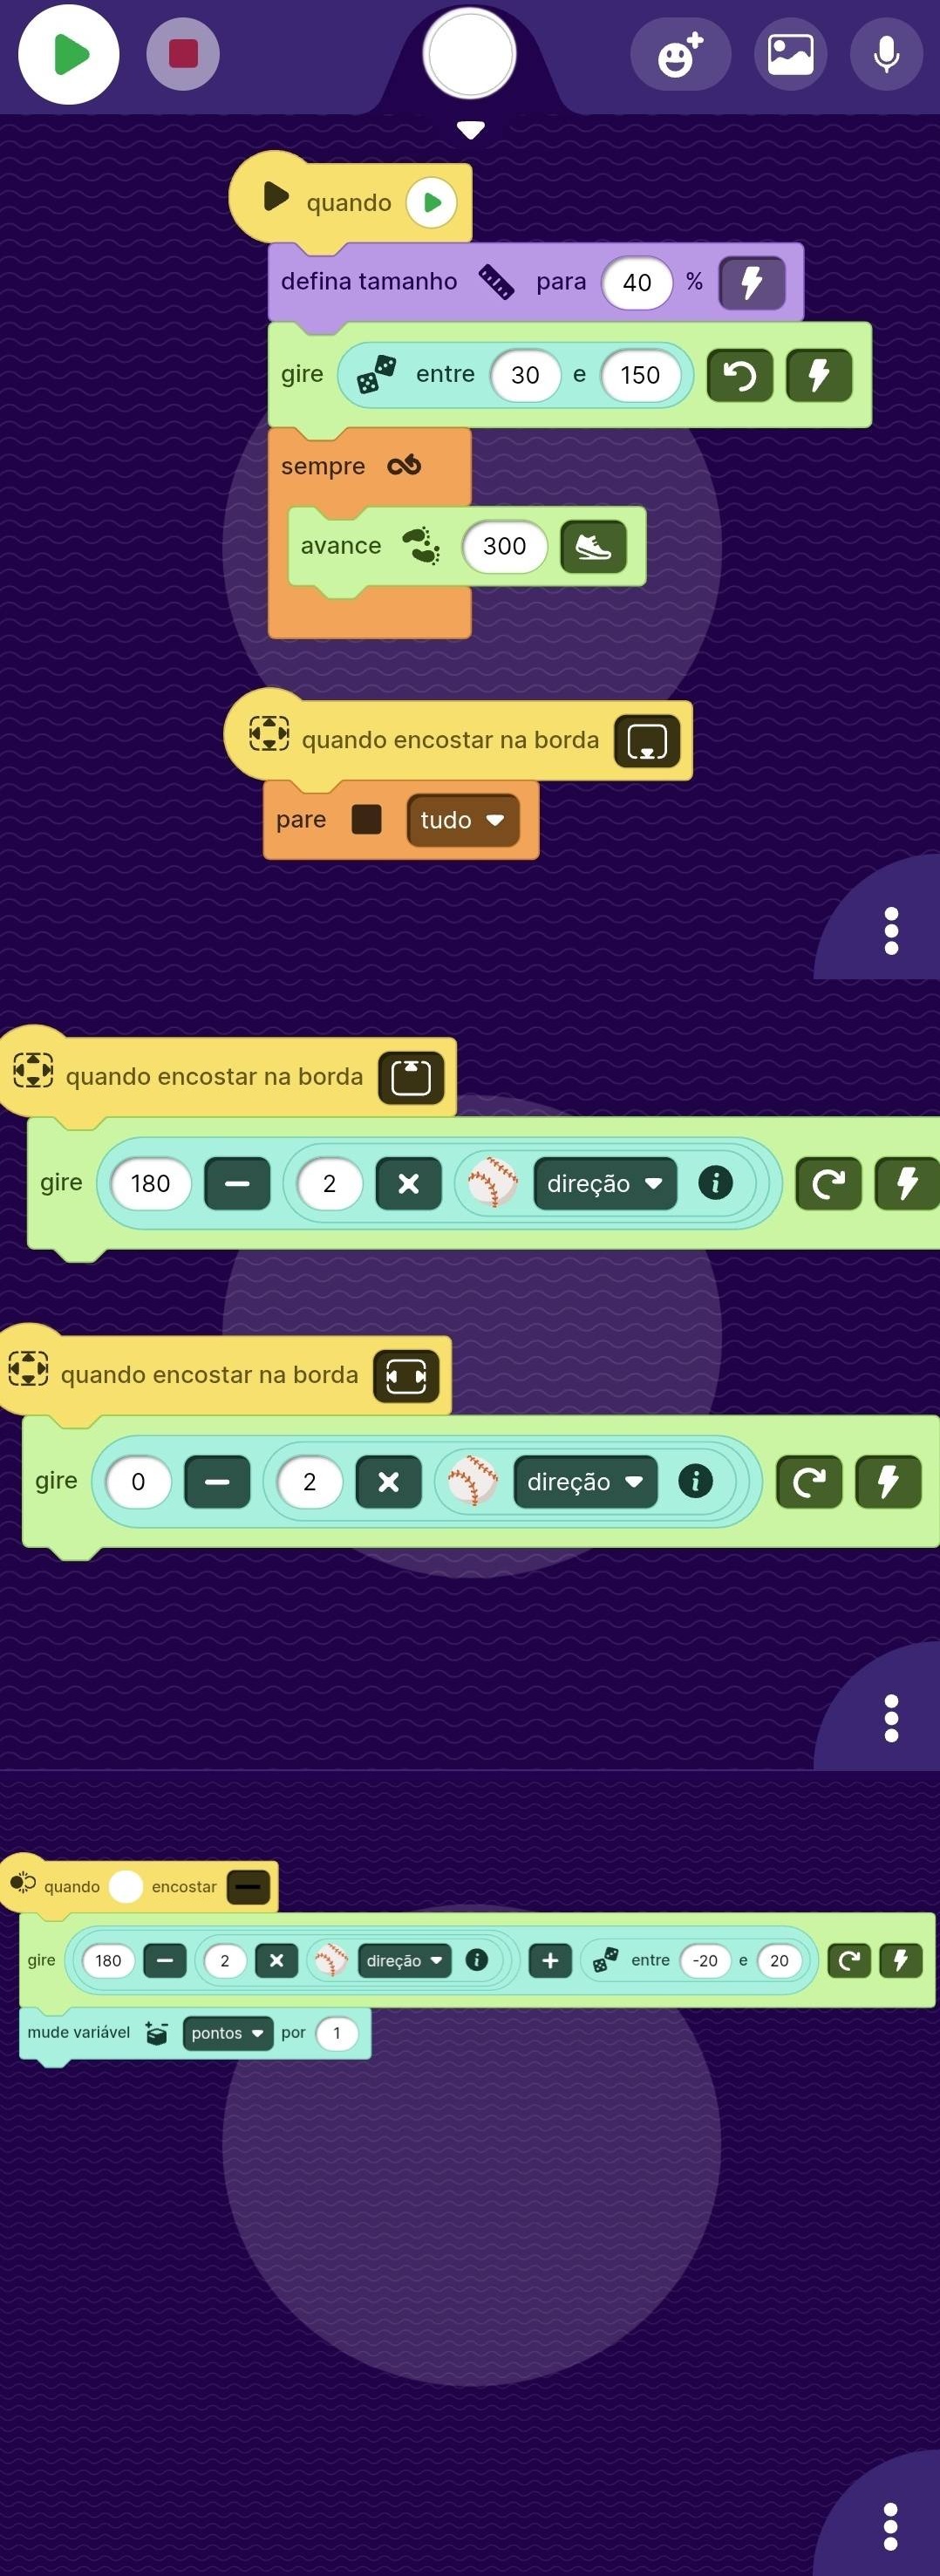 quando
defina tamanho para 40 %
gire entre 30 e 150
sempre
avance 300
quando encostar na borda
pare tudo
quando encostar na borda
gire 180 − 2 × direção i
quando encostar na borda
gire 0 − 2 × direção i
quando encostar
gire 180 − 2 × direção i + entre -20 e 20
mude variável pontos por 1